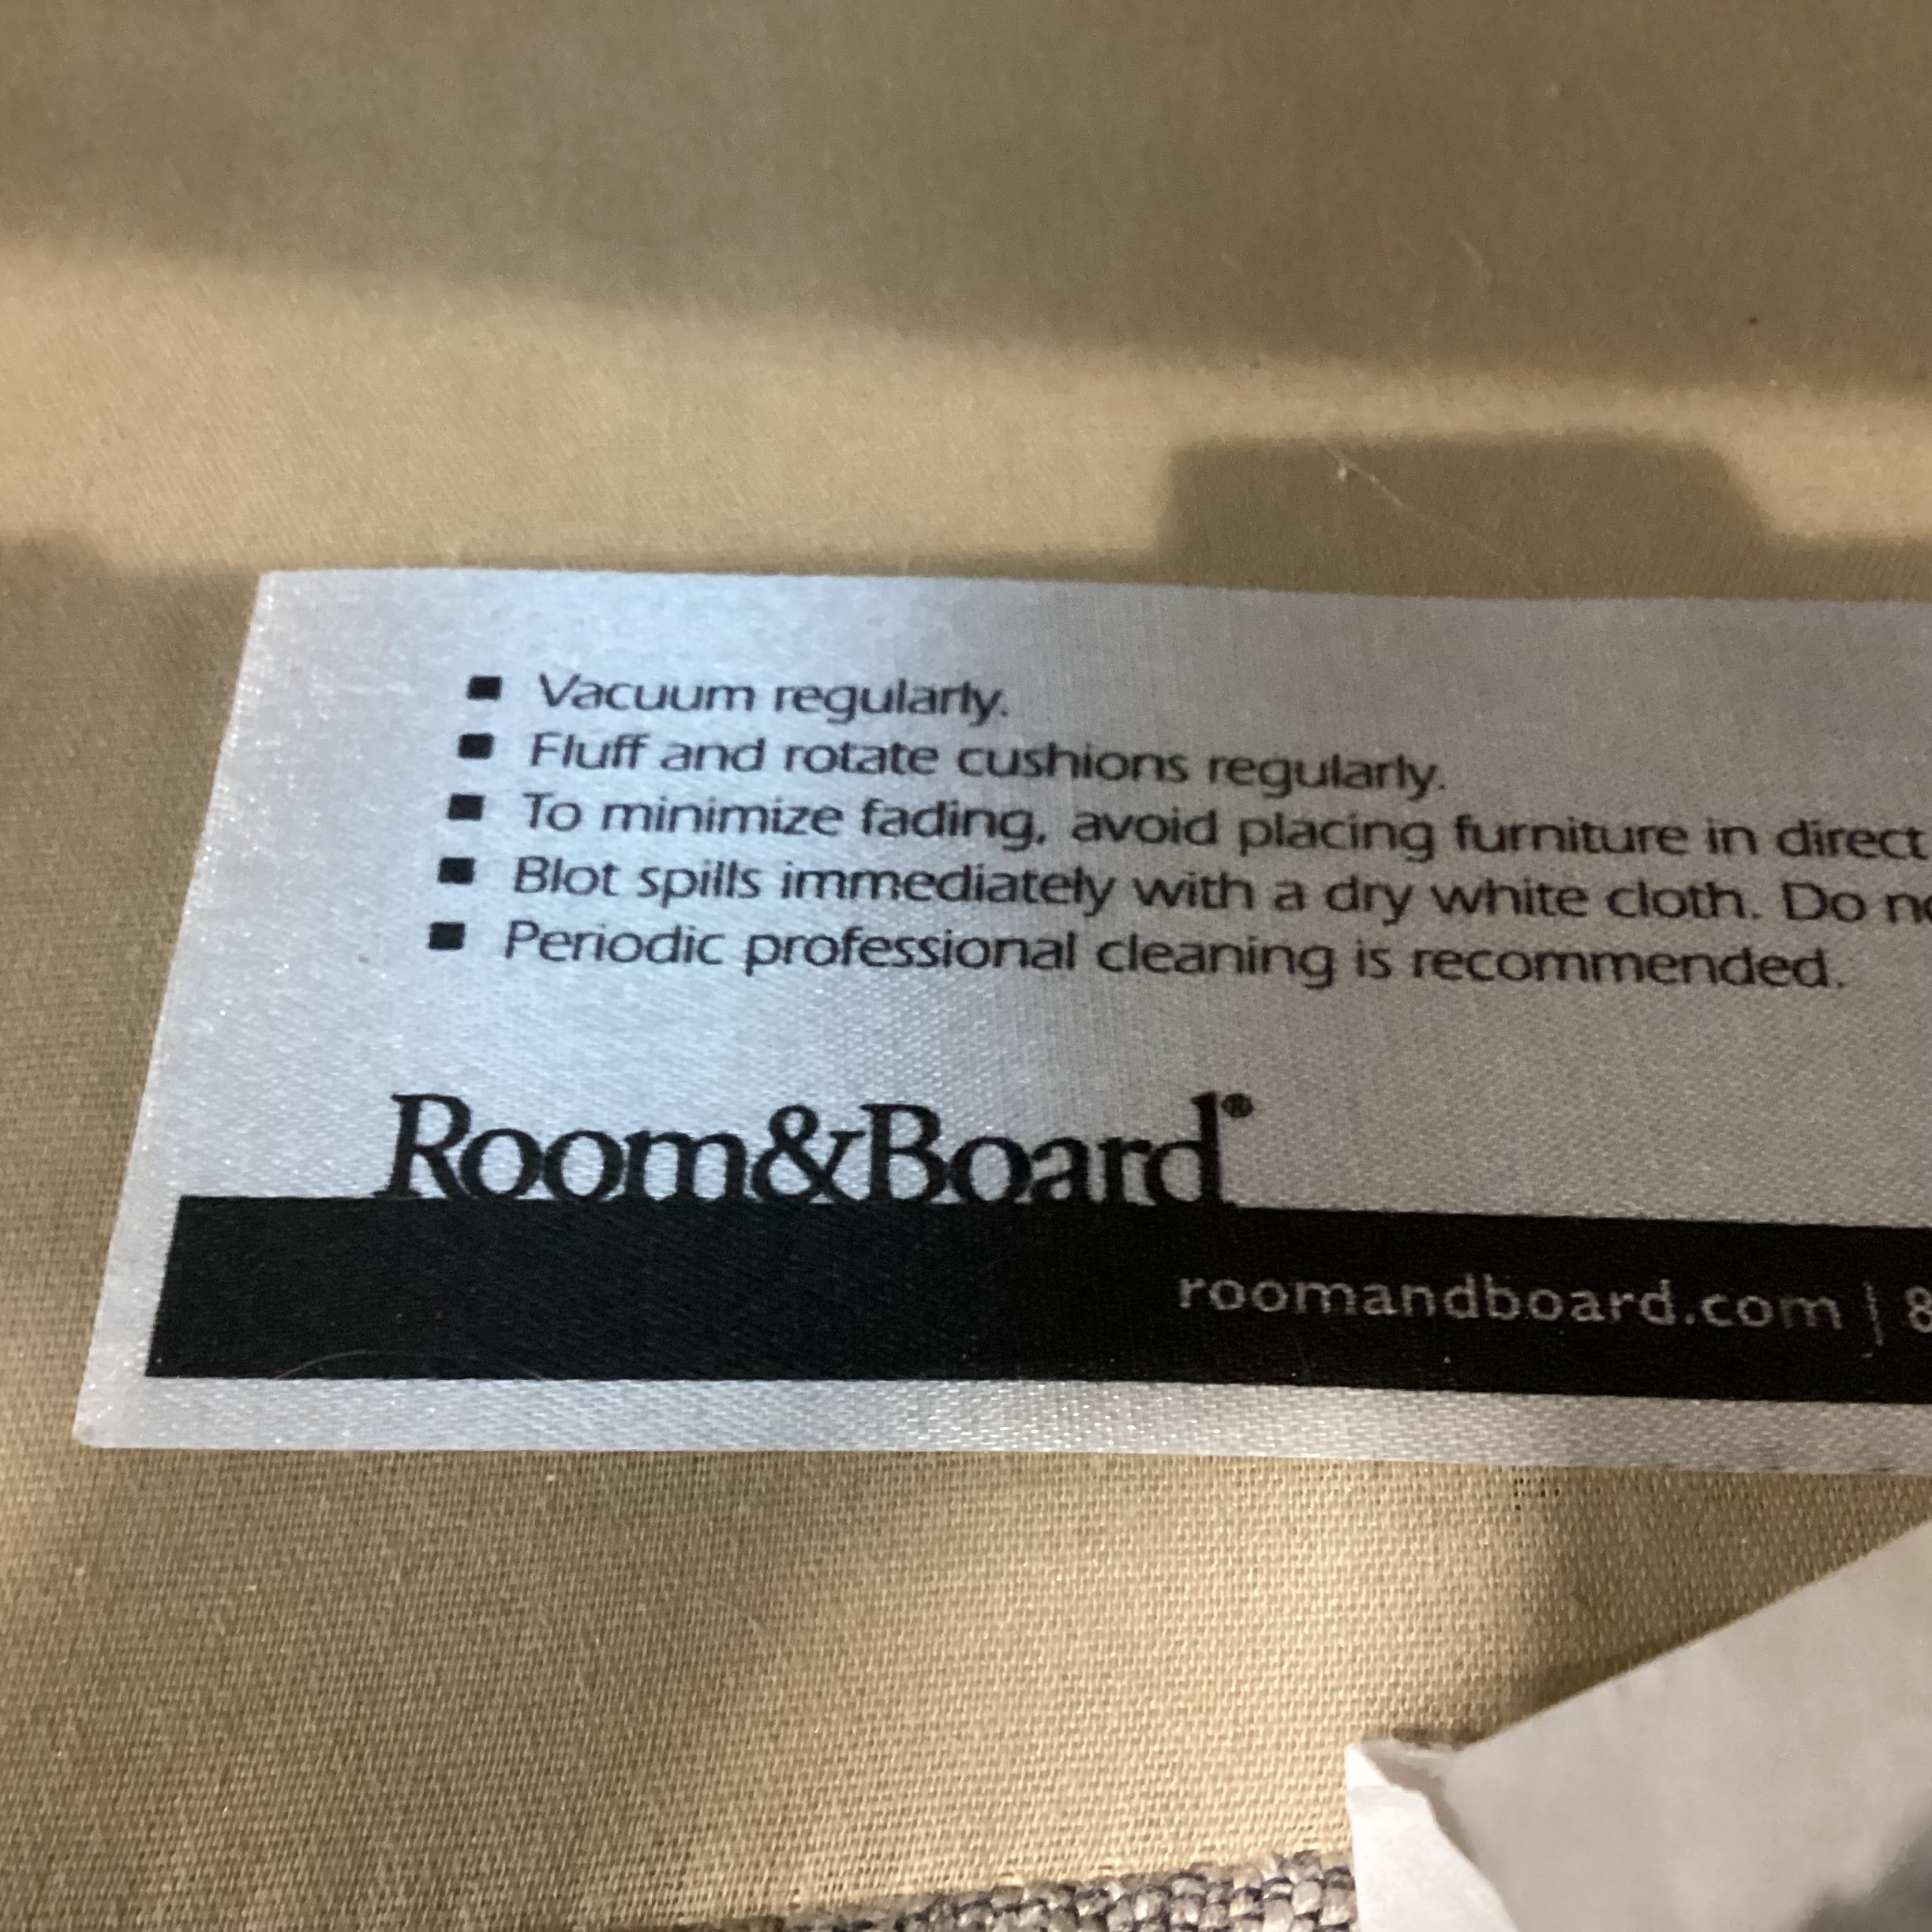 ■ Vacuum regularly.
■ Fluff and rotate cushions regularly.
■ To minimize fading, avoid placing furniture in direct
■ Blot spills immediately with a dry white cloth. Do
■ Periodic professional cleaning is recommended.
Room&Board®
roomandboard.com | 8